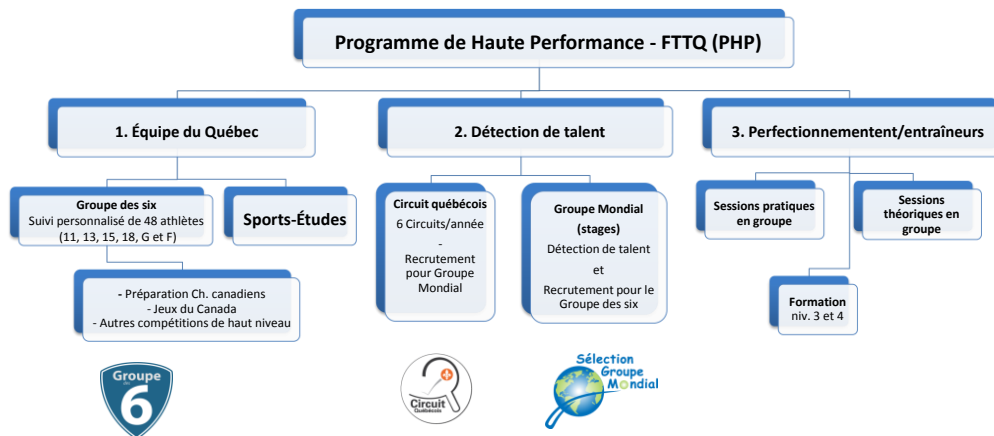 Programme de Haute Performance - FTTQ (PHP)
1. Équipe du Québec
2. Détection de talent
3. Perfectionnementent/entraîneurs
Groupe des six
Suivi personnalisé de 48 athlètes
(11, 13, 15, 18, G et F)
Sports-Études
Circuit québécois
6 Circuits/année
-
Recrutement
pour Groupe
Mondial
Groupe Mondial
(stages)
Détection de talent
et
Recrutement pour le
Groupe des six
Sessions pratiques
en groupe
Sessions
théoriques en
groupe
- Préparation Ch. canadiens
- Jeux du Canada
- Autres compétitions de haut niveau
Formation
niv. 3 et 4
Groupe
6
Circuit
Québécois
Sélection
Groupe
Mondial